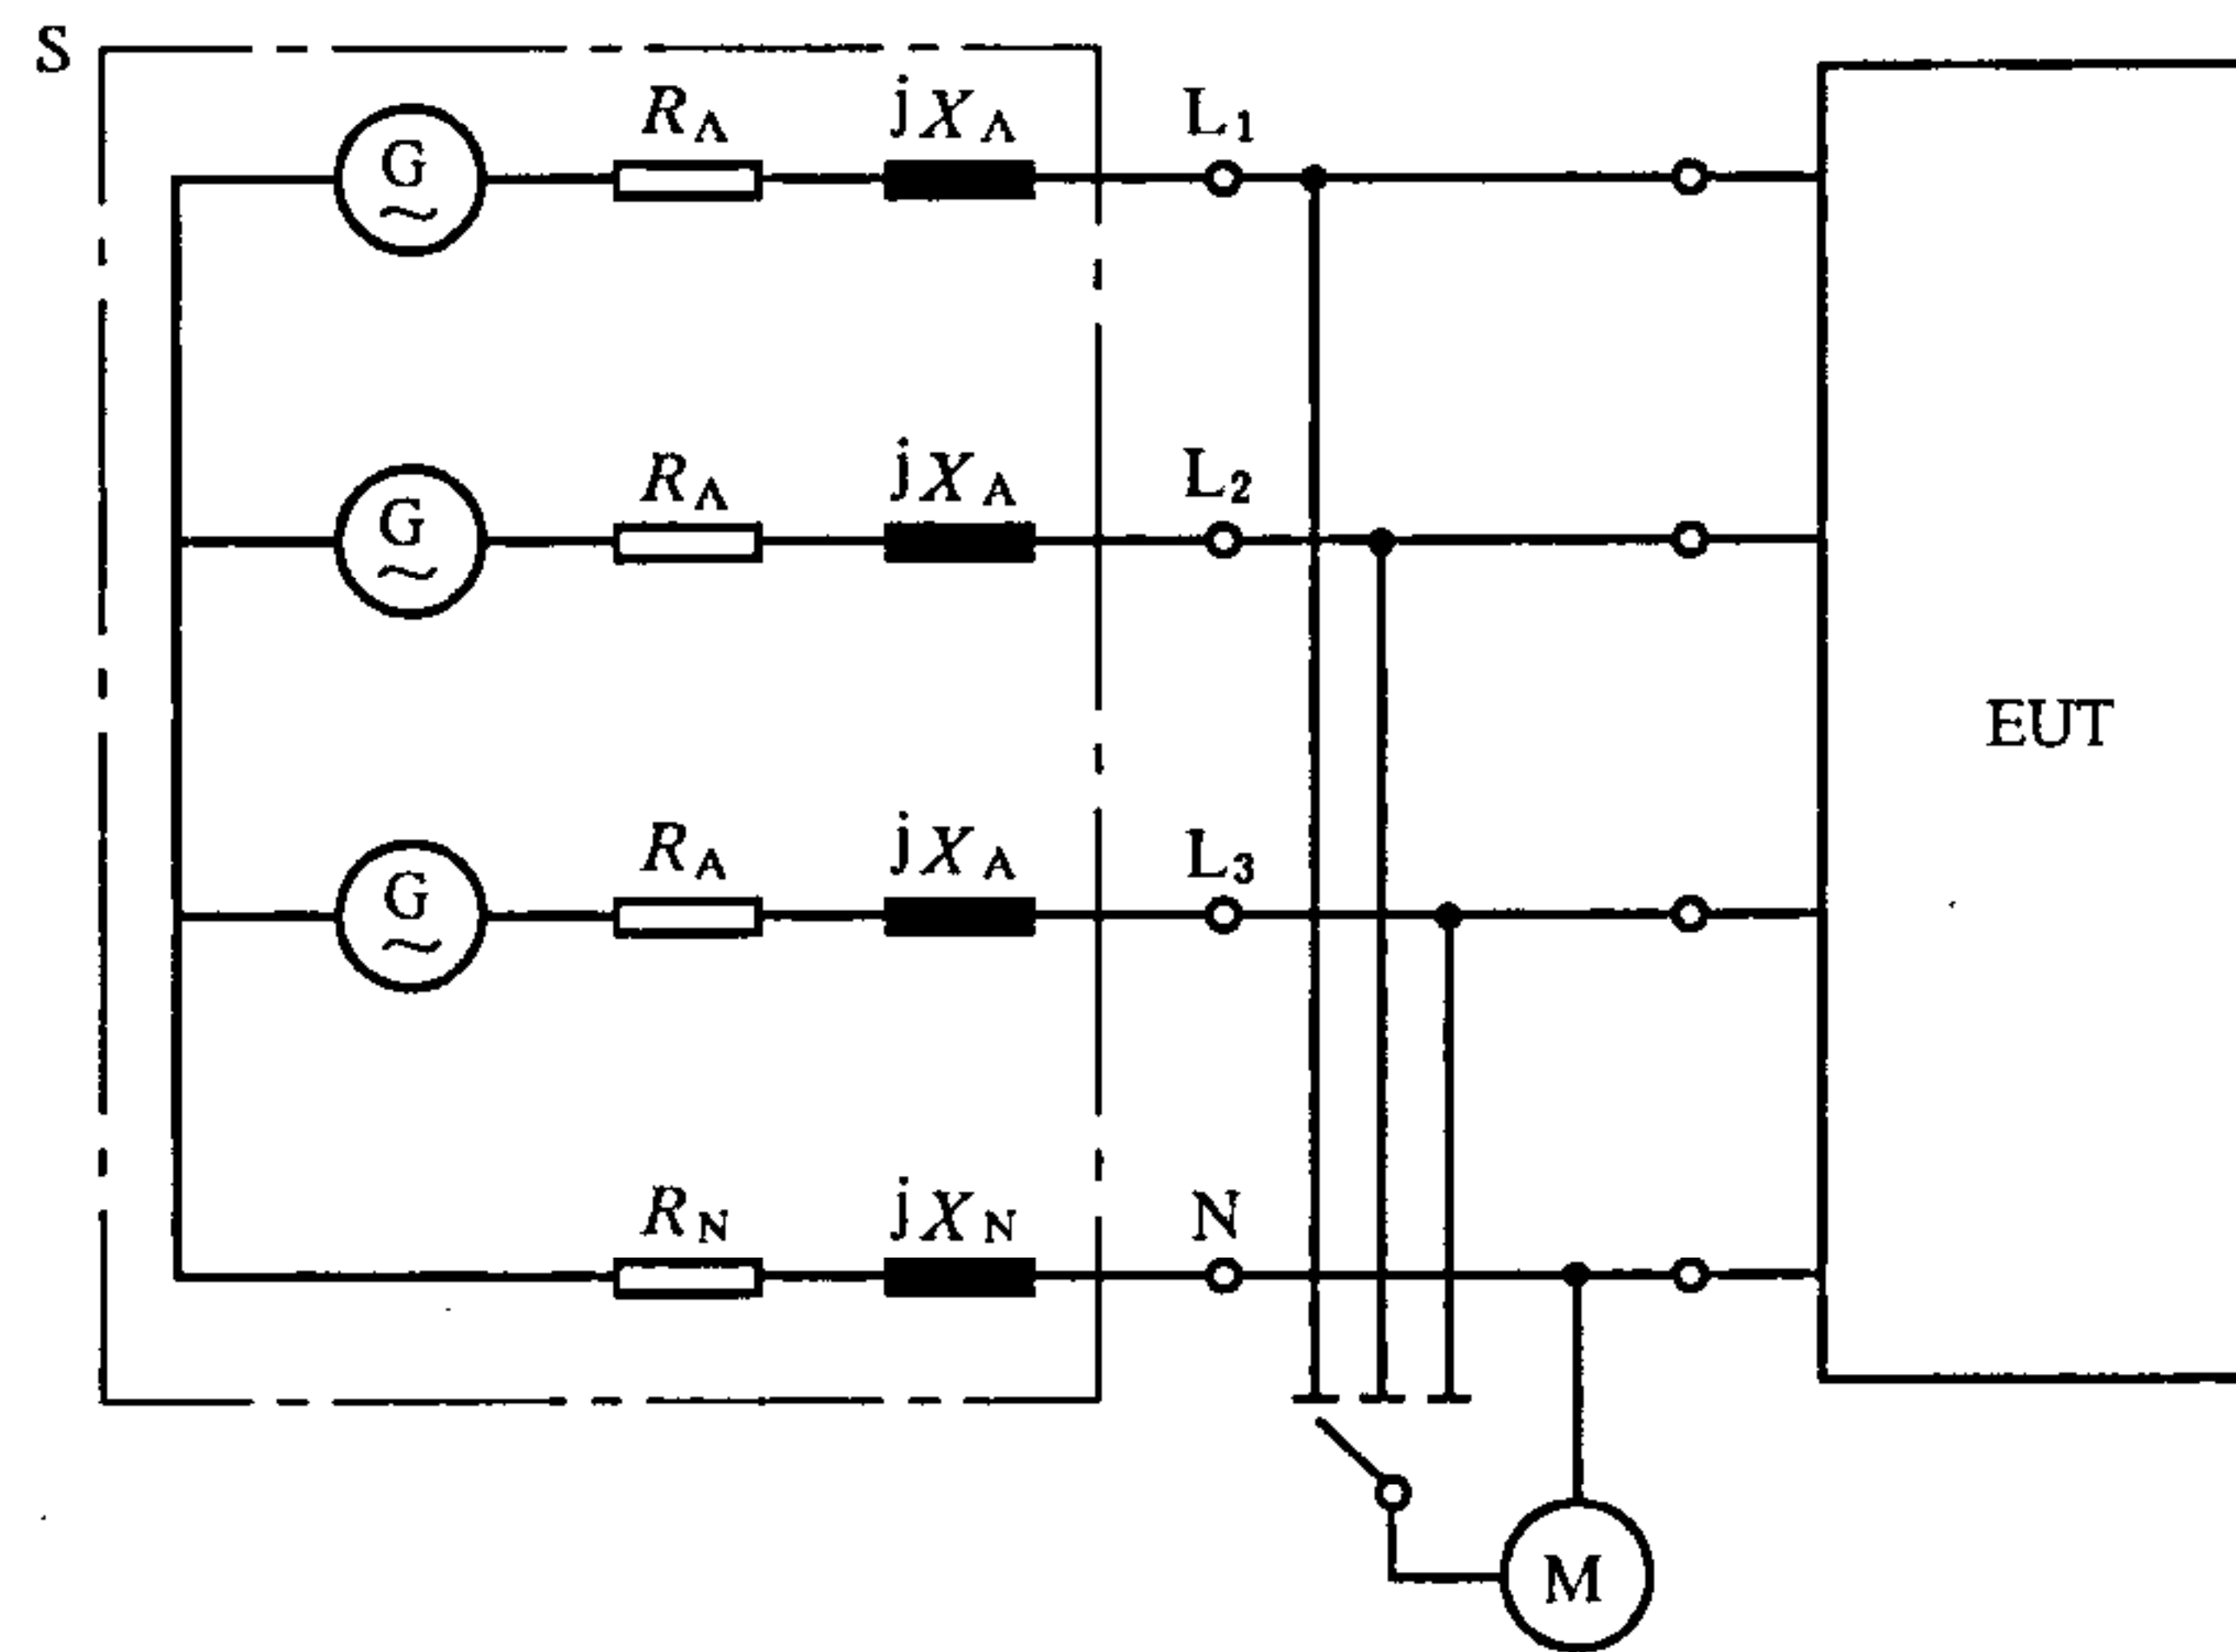 S
R_A jX_A L_1
G
~
R_A jX_A L_2
G
~
EUT
R_A jX_A L_3
G
~
R_N jX_N N
M